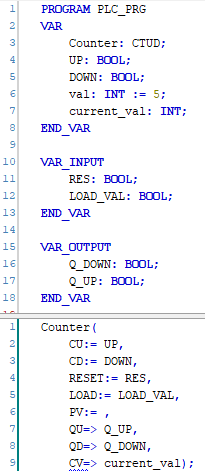 1 PROGRAM PLC_PRG
2 VAR
3 Counter: CTUD;
4 UP: BOOL;
5 DOWN: BOOL;
6 val: INT := 5;
7 current_val: INT;
8 END_VAR
9
10 VAR_INPUT
11 RES: BOOL;
12 LOAD_VAL: BOOL;
13 END_VAR
14
15 VAR_OUTPUT
16 Q_DOWN: BOOL;
17 Q_UP: BOOL;
18 END_VAR
1 Counter(
2 CU:= UP,
3 CD:= DOWN,
4 RESET:= RES,
5 LOAD:= LOAD_VAL,
6 PV:= ,
7 QU=> Q_UP,
8 QD=> Q_DOWN,
9 CV=> current_val);